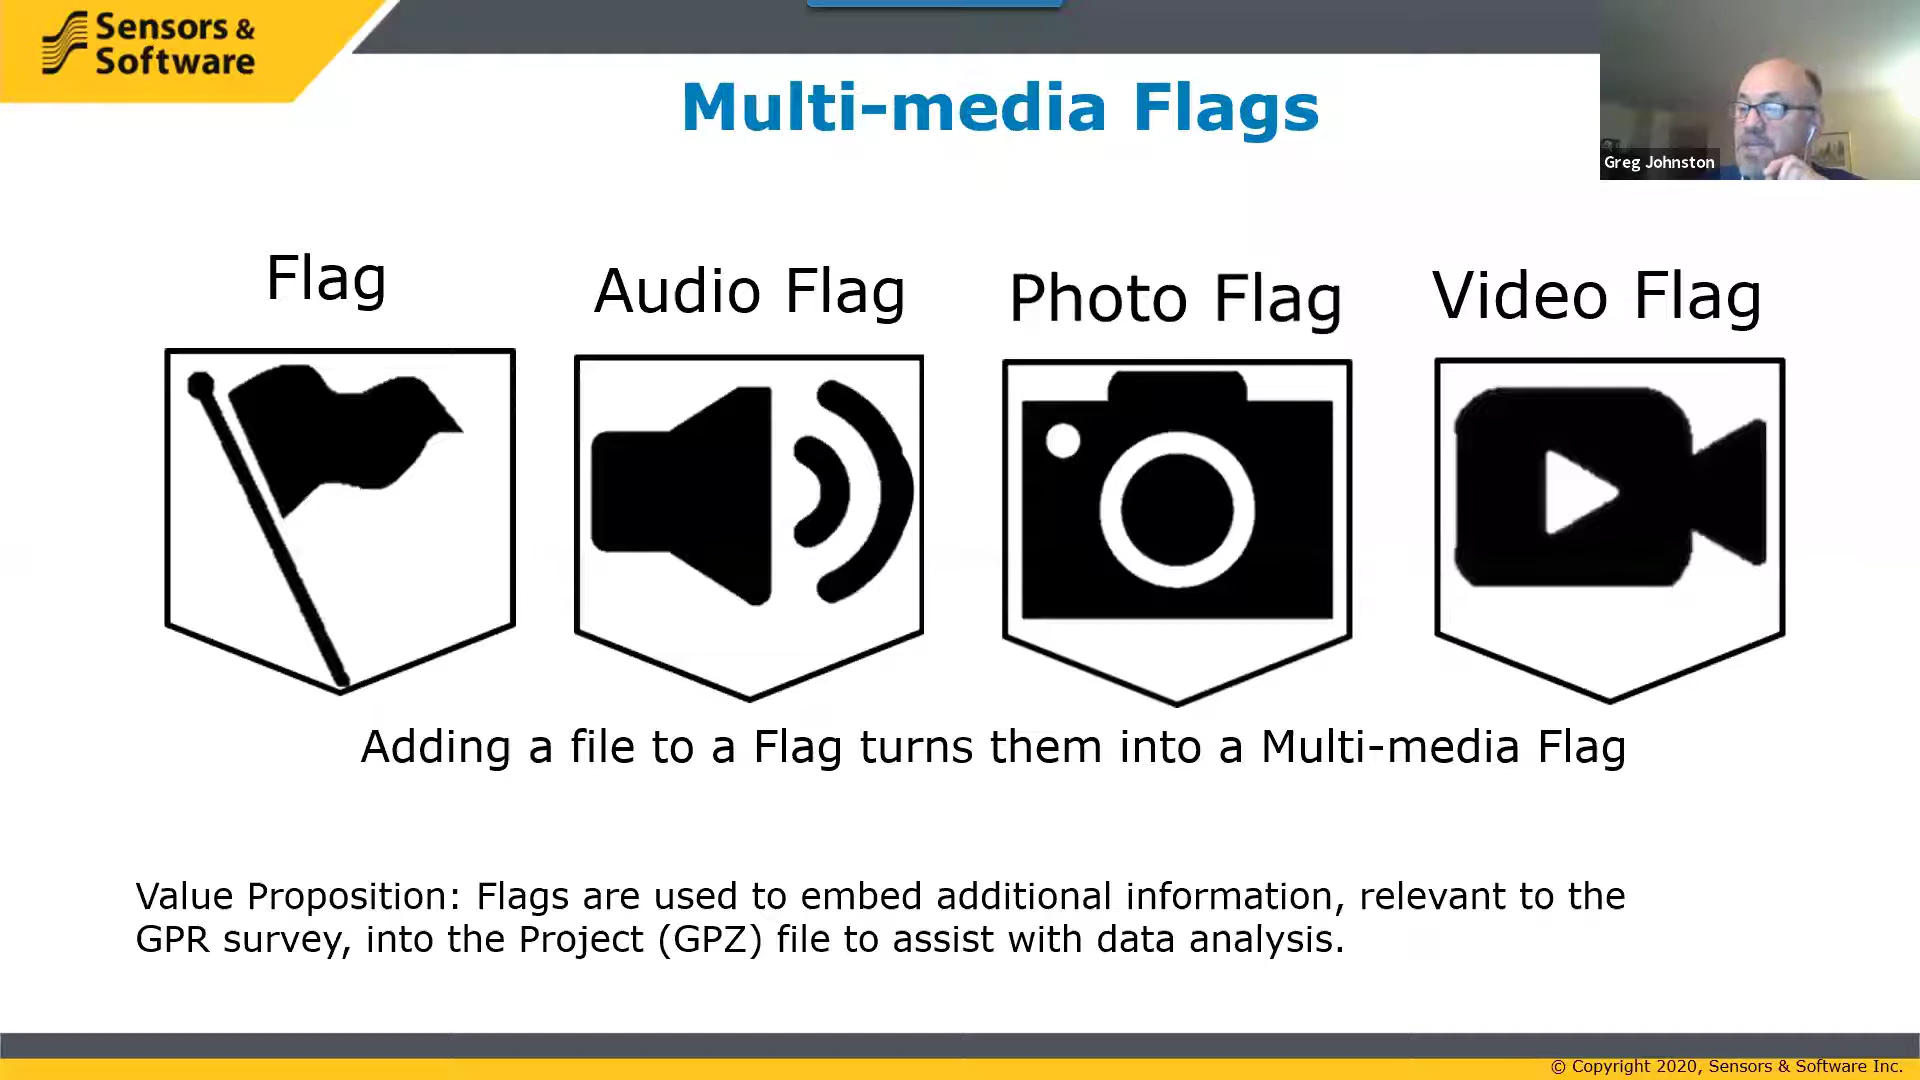 Sensors &
Software
Multi-media Flags
Greg Johnston
Flag
Audio Flag
Photo Flag
Video Flag
Adding a file to a Flag turns them into a Multi-media Flag
Value Proposition: Flags are used to embed additional information, relevant to the
GPR survey, into the Project (GPZ) file to assist with data analysis.
© Copyright 2020, Sensors & Software Inc.